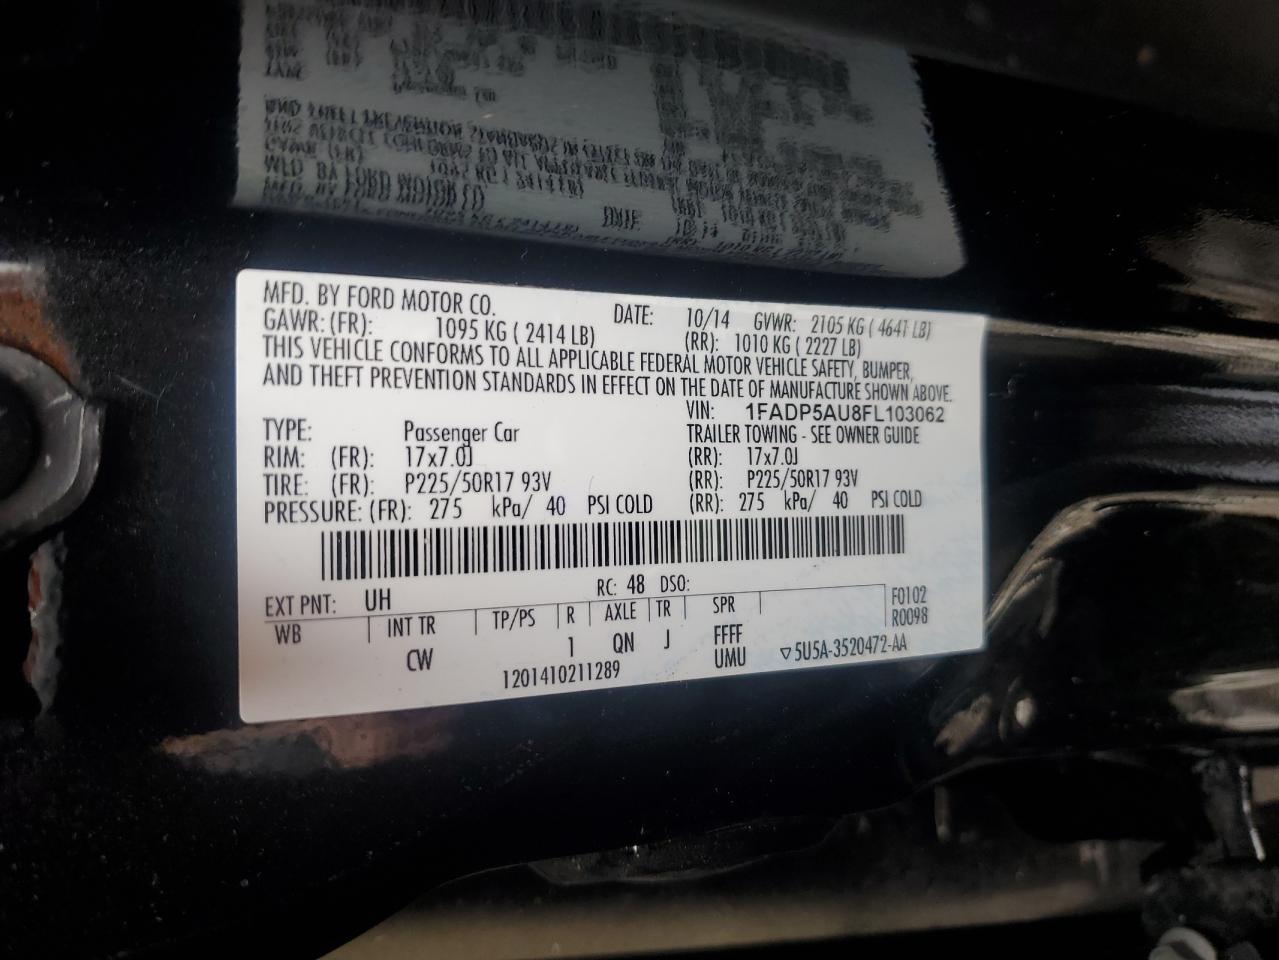 MFD. BY FORD MOTOR CO. DATE: 10/14 GVWR: 2105 KG ( 4641 LB)
GAWR: (FR): 1095 KG ( 2414 LB) (RR): 1010 KG ( 2227 LB)
THIS VEHICLE CONFORMS TO ALL APPLICABLE FEDERAL MOTOR VEHICLE SAFETY, BUMPER,
AND THEFT PREVENTION STANDARDS IN EFFECT ON THE DATE OF MANUFACTURE SHOWN ABOVE.
VIN: 1FADP5AU8FL103062
TYPE: Passenger Car TRAILER TOWING - SEE OWNER GUIDE
RIM: (FR): 17x7.0J (RR): 17x7.0J
TIRE: (FR): P225/50R17 93V (RR): P225/50R17 93V
PRESSURE: (FR): 275 kPa/ 40 PSI COLD (RR): 275 kPa/ 40 PSI COLD
EXT PNT: UH RC: 48 DSO: F0102
WB INT TR TP/PS R AXLE TR SPR R0098
CW 1 QN J FFFF ▽5U5A-3520472-AA
1201410211289 UMU